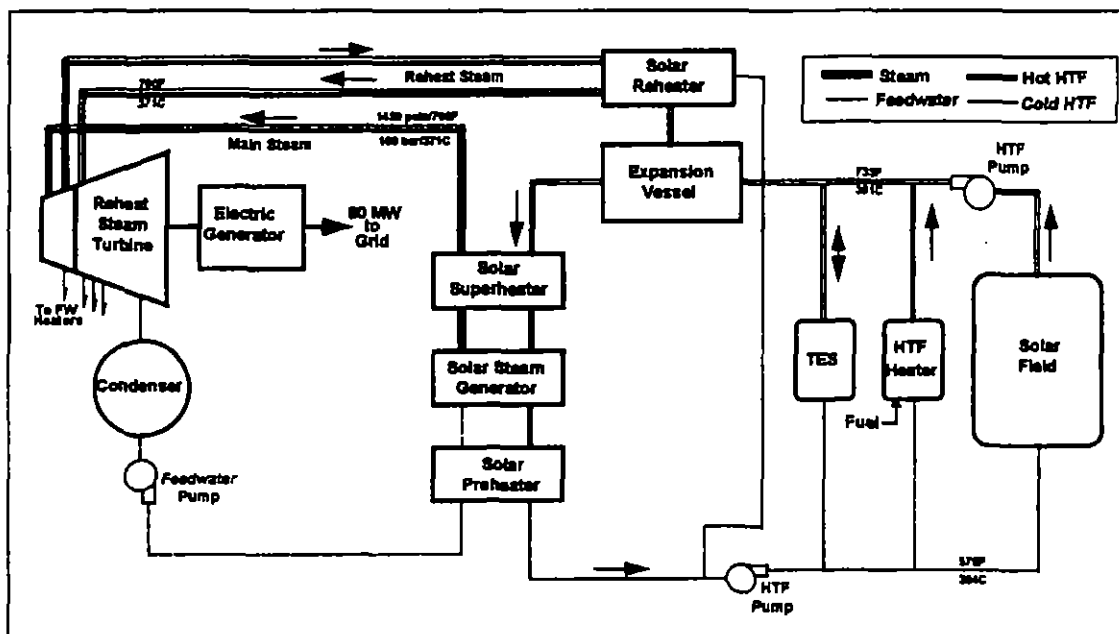 Solar
Reheater
Steam
Hot HTF
Feedwater
Cold HTF
Reheat Steam
371C
Main Steam
Expansion
Vessel
HTF
Pump
Reheat
Steam
Turbine
Electric
Generator
80 MW
to
Grid
To FW
Heaters
Solar
Superheater
Condenser
Solar Steam
Generator
TES
HTF
Heater
Fuel
Solar
Field
Feedwater
Pump
Solar
Preheater
HTF
Pump